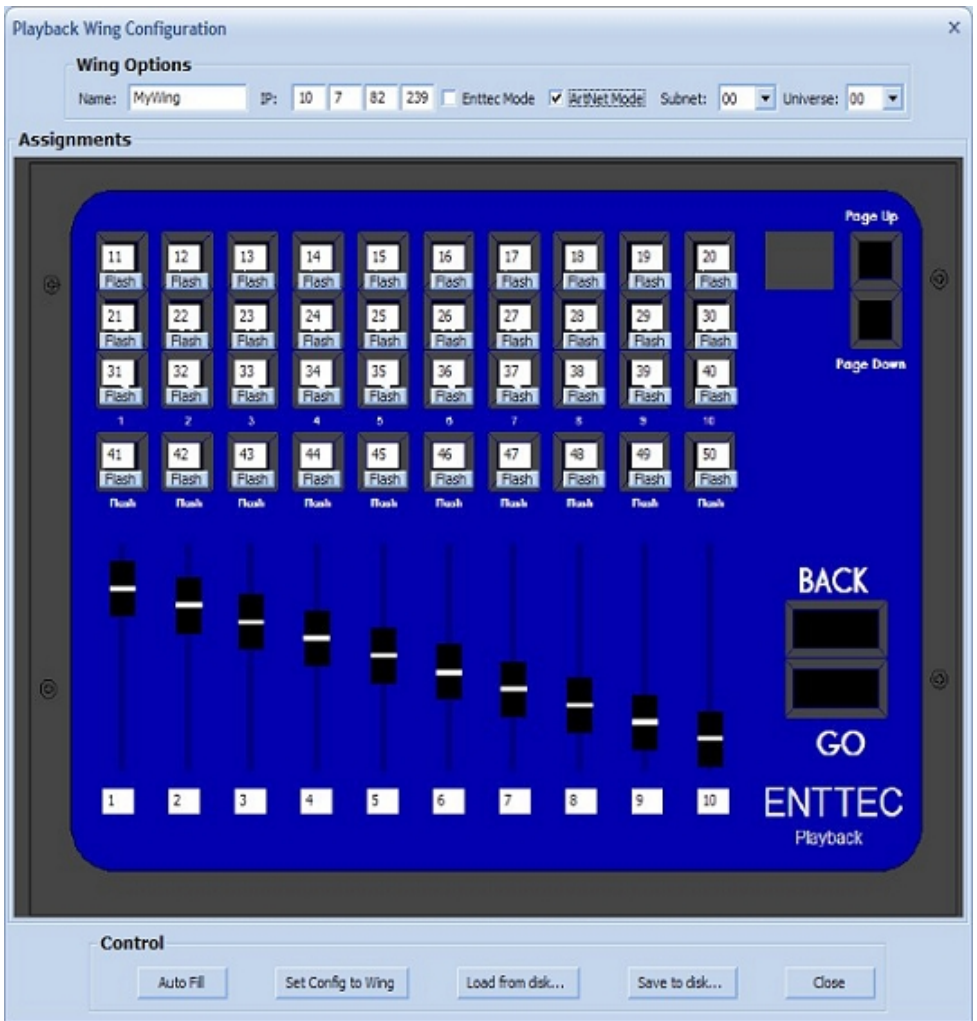 Playback Wing Configuration
Wing Options
Name: MyWing IP: 10 7 82 239 Enttec Mode ArtNet Mode Subnet: 00 Universe: 00
Assignments
Page Up
11 12 13 14 15 16 17 18 19 20
Flash Flash Flash Flash Flash Flash Flash Flash Flash Flash
21 22 23 24 25 26 27 28 29 30
Flash Flash Flash Flash Flash Flash Flash Flash Flash Flash
Page Down
31 32 33 34 35 36 37 38 39 40
Flash Flash Flash Flash Flash Flash Flash Flash Flash Flash
1 2 3 4 5 6 7 8 9 10
41 42 43 44 45 46 47 48 49 50
Flash Flash Flash Flash Flash Flash Flash Flash Flash Flash
Flash Flash Flash Flash Flash Flash Flash Flash Flash Flash
BACK
GO
1 2 3 4 5 6 7 8 9 10
ENTTEC
Playback
Control
Auto Fill Set Config to Wing Load from disk... Save to disk... Close